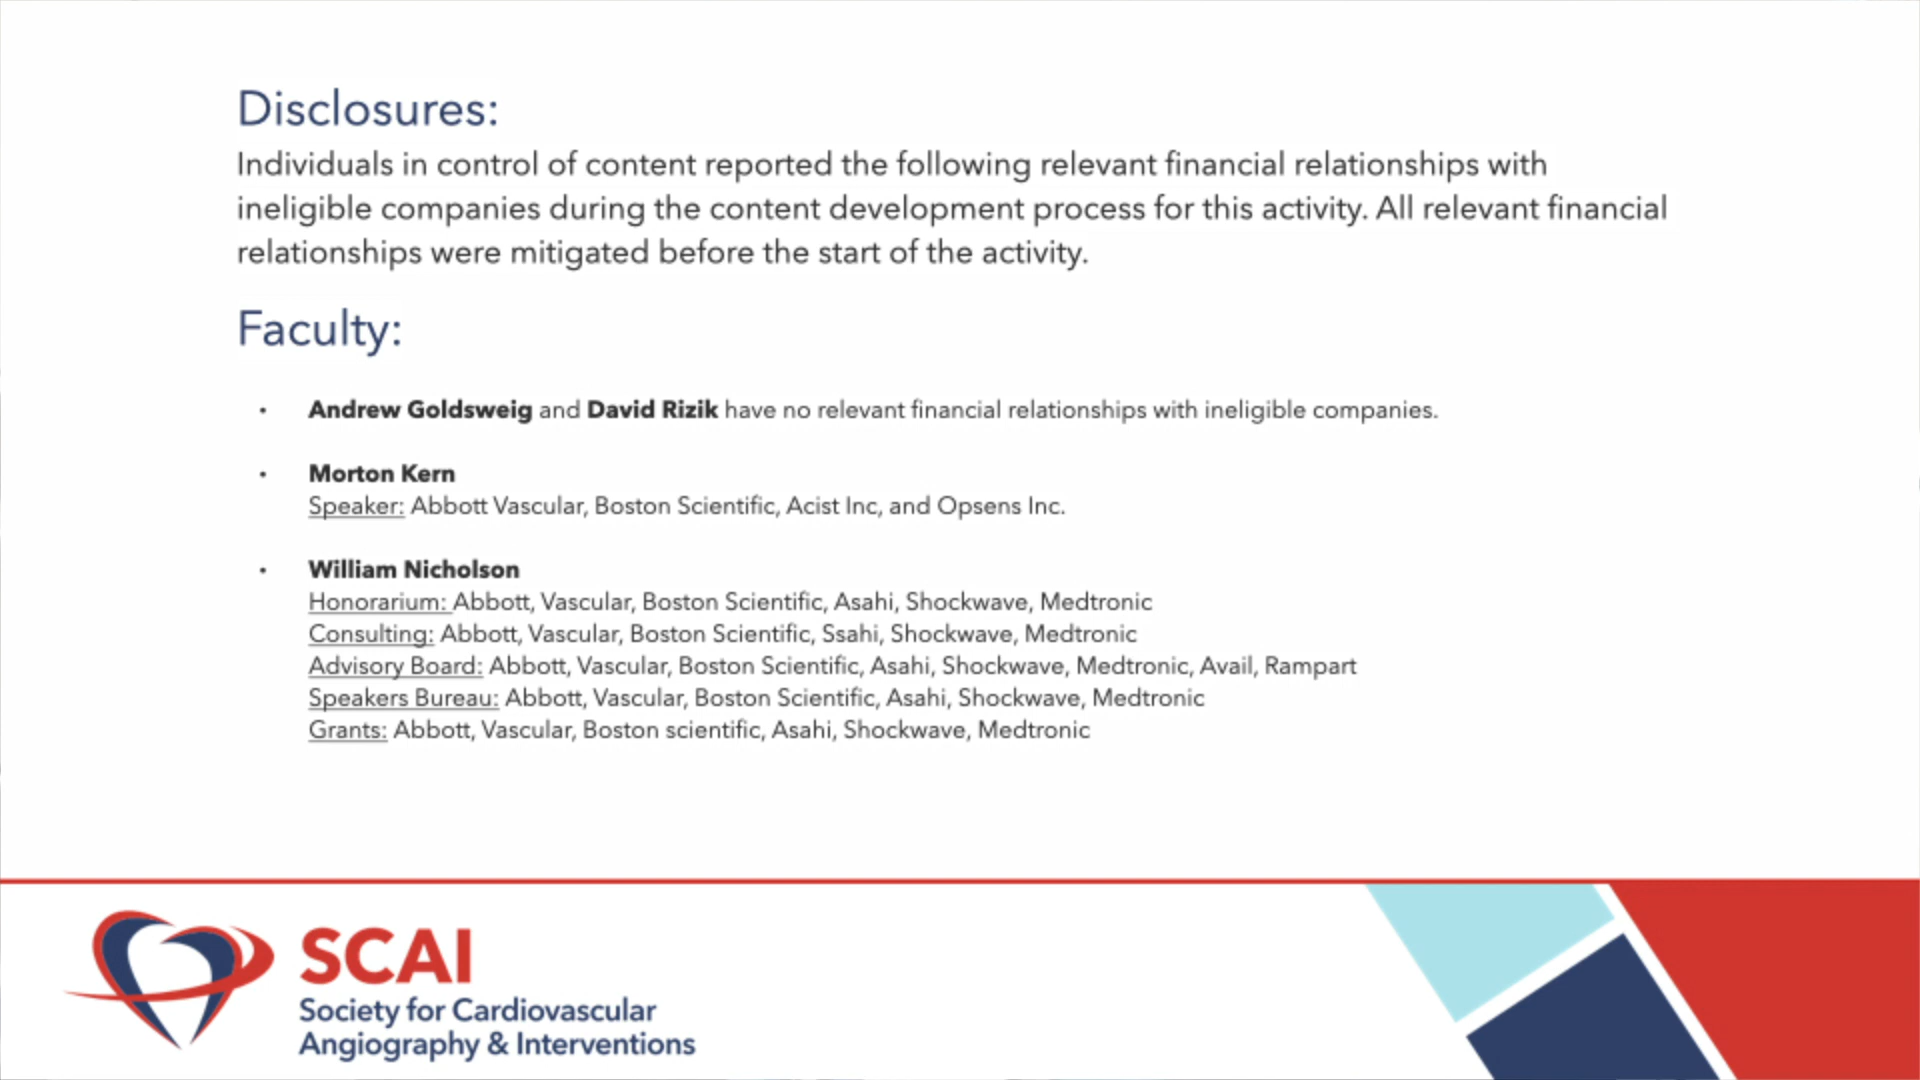 Disclosures:
Individuals in control of content reported the following relevant financial relationships with
ineligible companies during the content development process for this activity. All relevant financial
relationships were mitigated before the start of the activity.
Faculty:
• Andrew Goldsweig and David Rizik have no relevant financial relationships with ineligible companies.
• Morton Kern
Speaker: Abbott Vascular, Boston Scientific, Acist Inc, and Opsens Inc.
• William Nicholson
Honorarium: Abbott, Vascular, Boston Scientific, Asahi, Shockwave, Medtronic
Consulting: Abbott, Vascular, Boston Scientific, Ssahi, Shockwave, Medtronic
Advisory Board: Abbott, Vascular, Boston Scientific, Asahi, Shockwave, Medtronic, Avail, Rampart
Speakers Bureau: Abbott, Vascular, Boston Scientific, Asahi, Shockwave, Medtronic
Grants: Abbott, Vascular, Boston scientific, Asahi, Shockwave, Medtronic
SCAI
Society for Cardiovascular
Angiography & Interventions